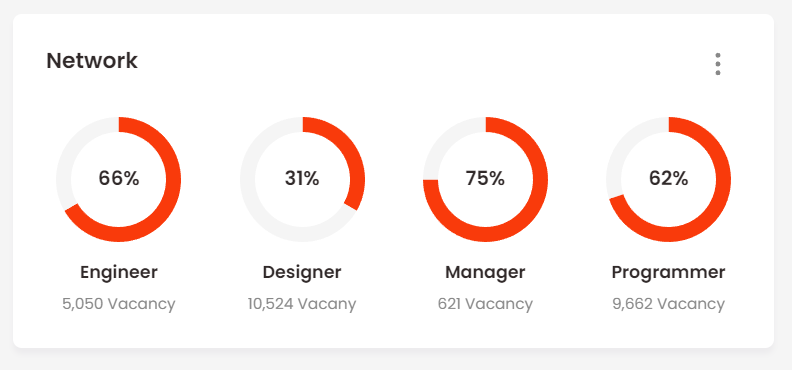 Network
66% 31% 75% 62%
Engineer Designer Manager Programmer
5,050 Vacancy 10,524 Vacany 621 Vacancy 9,662 Vacancy